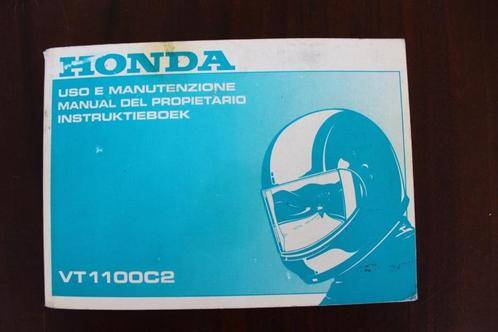 HONDA
USO E MANUTENZIONE
MANUAL DEL PROPIETARIO
INSTRUKTIEBOEK
VT1100C2